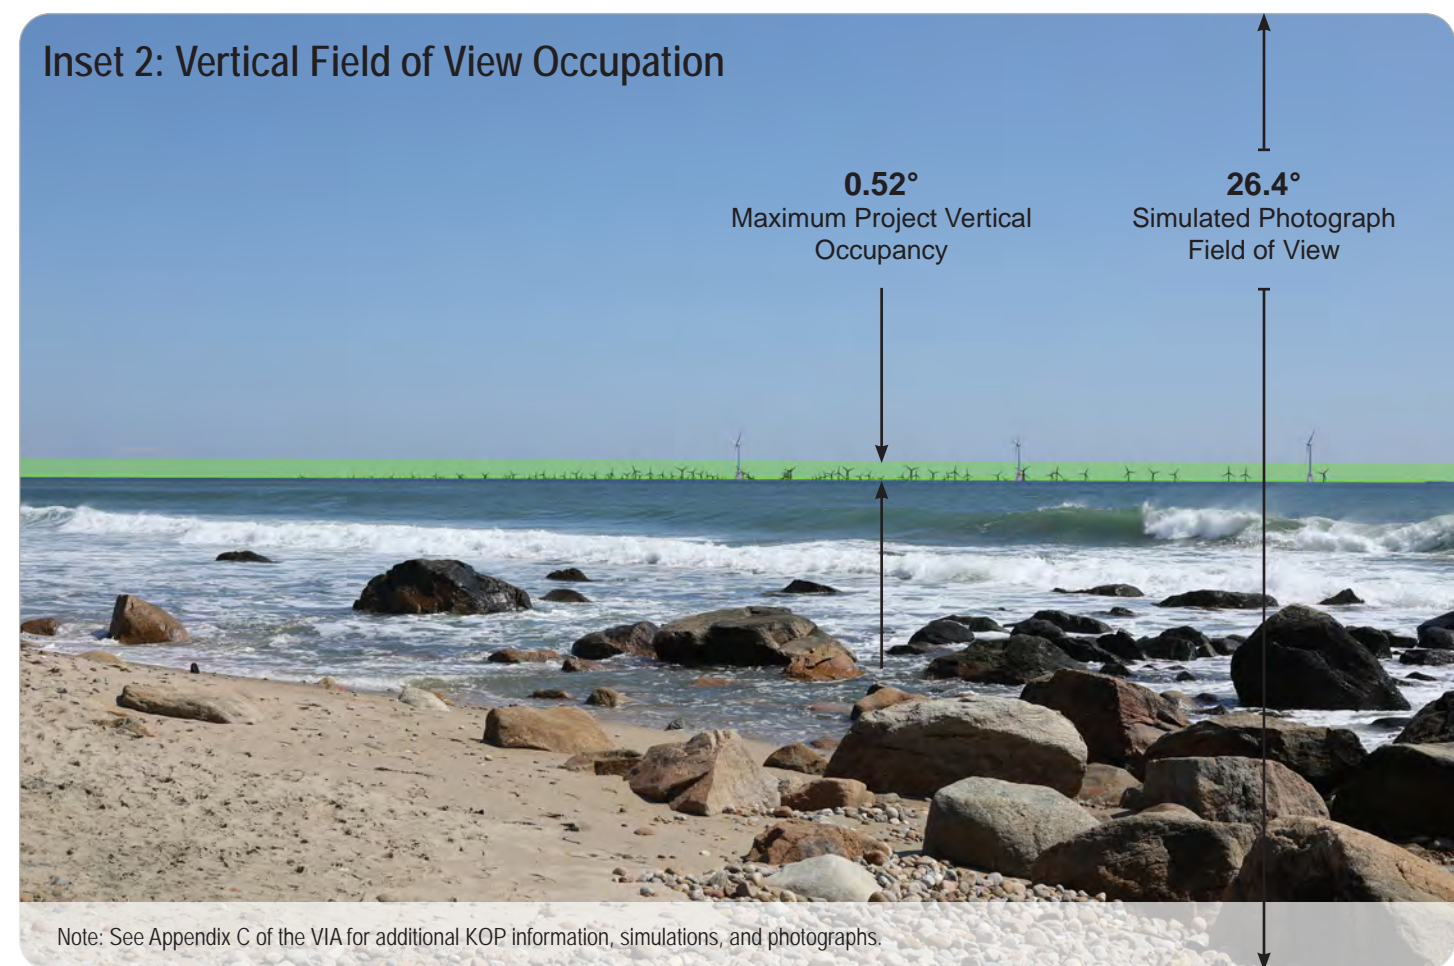 Inset 2: Vertical Field of View Occupation
0.52°
Maximum Project Vertical
Occupancy
26.4°
Simulated Photograph
Field of View
Note: See Appendix C of the VIA for additional KOP information, simulations, and photographs.